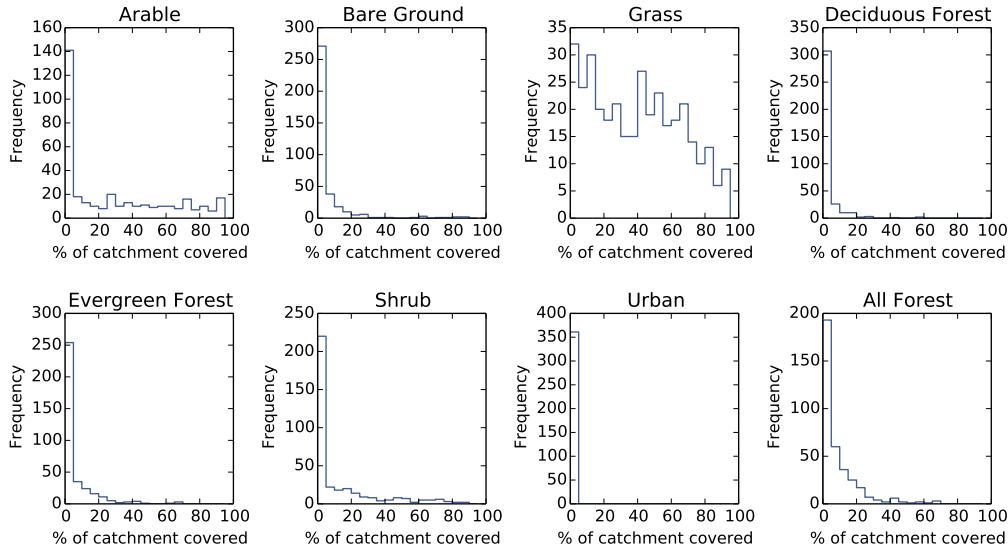 Arable Bare Ground Grass Deciduous Forest
160 300 35 350
140 250 30 300
120 200 25 250
100 150 20 200
80 100 15 150
60 50 10 100
40 0 5 50
20 0
0 0
Frequency Frequency Frequency Frequency
0 20 40 60 80 100 0 20 40 60 80 100 0 20 40 60 80 100 0 20 40 60 80 100
% of catchment covered % of catchment covered % of catchment covered % of catchment covered
Evergreen Forest Shrub Urban All Forest
300 250 400 200
250 200 350 150
200 150 300 100
150 100 250 50
100 50 200 0
50 0 150
0 100
50
0
Frequency Frequency Frequency Frequency
0 20 40 60 80 100 0 20 40 60 80 100 0 20 40 60 80 100 0 20 40 60 80 100
% of catchment covered % of catchment covered % of catchment covered % of catchment covered